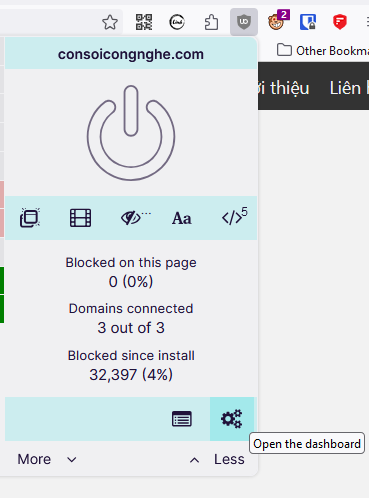 UD
2
Other Bookma
consoicongnghe.com
ới thiệu
Liên
...
Aa
</>
5
Blocked on this page
0 (0%)
Domains connected
3 out of 3
Blocked since install
32,397 (4%)
Open the dashboard
More
Less